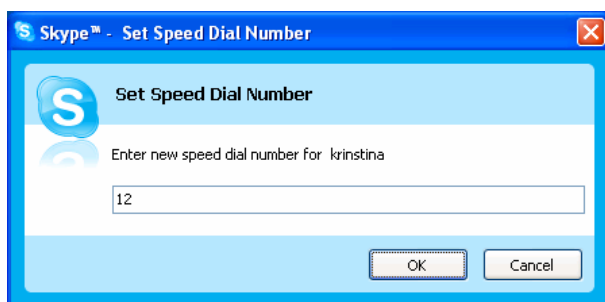 Skype™ - Set Speed Dial Number
Set Speed Dial Number
Enter new speed dial number for krinstina
12
OK Cancel